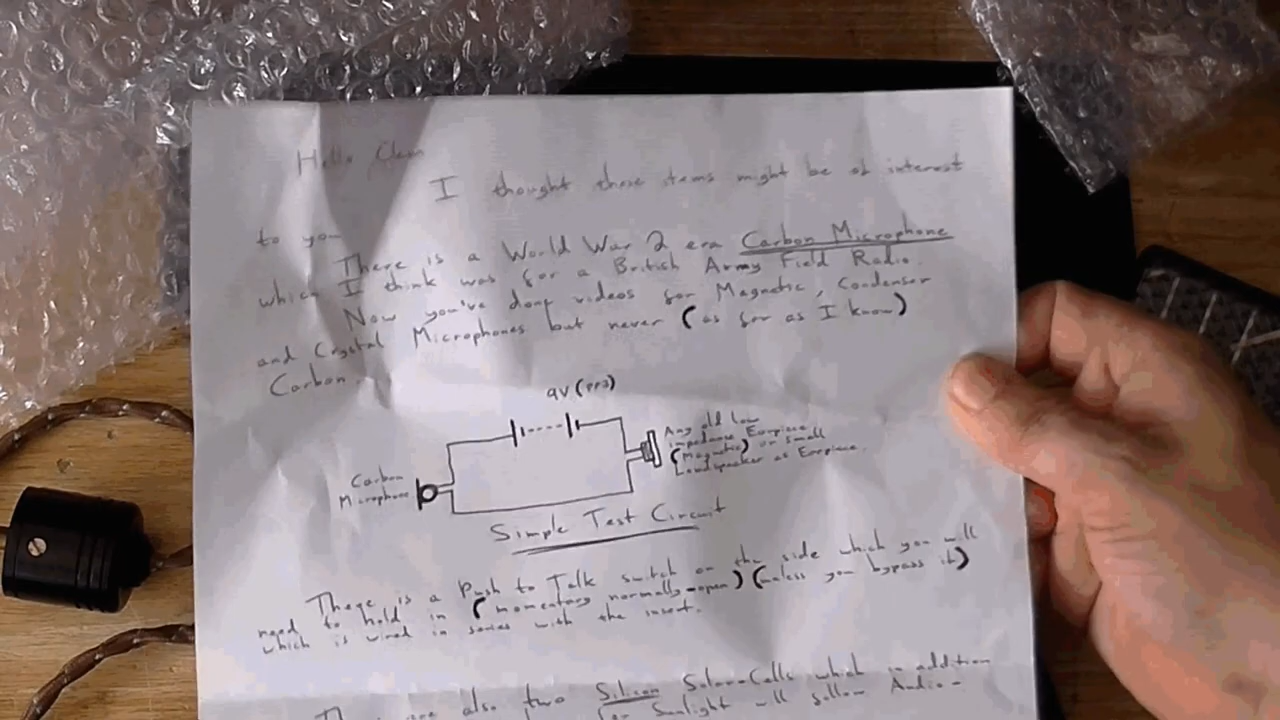 Hello
I thought these items might be of interest
to you
There is a World War 2 era Carbon Microphone
which I think was for a British Army Field Radio.
Now you've done videos for Magnetic, Condenser
and Crystal Microphones but never (as far as I know)
Carbon.
9V (PP3)
Any old low
impedance Earpiece
(Magnetic) or small
Loudspeaker as Earpiece.
Carbon
Microphone
Simple Test Circuit
There is a Push to Talk switch on the side which you will
need to hold in (momentary normally-open) (unless you bypass it)
which is wired in series with the insert.
are also two Silicon Solar-Cells which in addition
Sunlight will follow Audio-